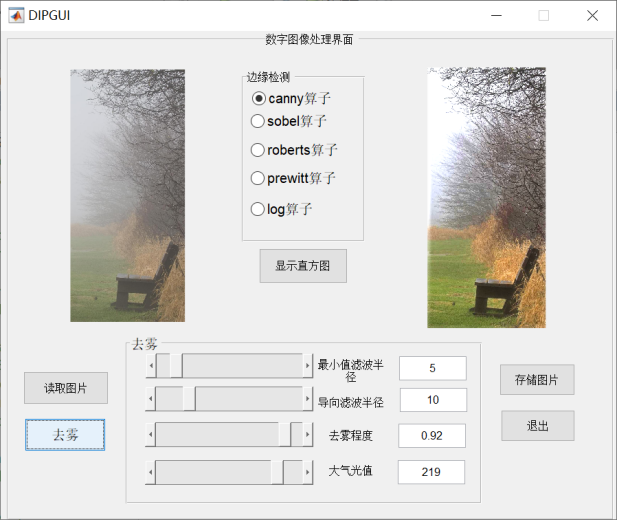 DIPGUI
数字图像处理界面
边缘检测
canny算子
sobel算子
roberts算子
prewitt算子
log算子
显示直方图
去雾
最小值滤波半
径
5
导向滤波半径
10
去雾程度
0.92
大气光值
219
读取图片
去雾
存储图片
退出